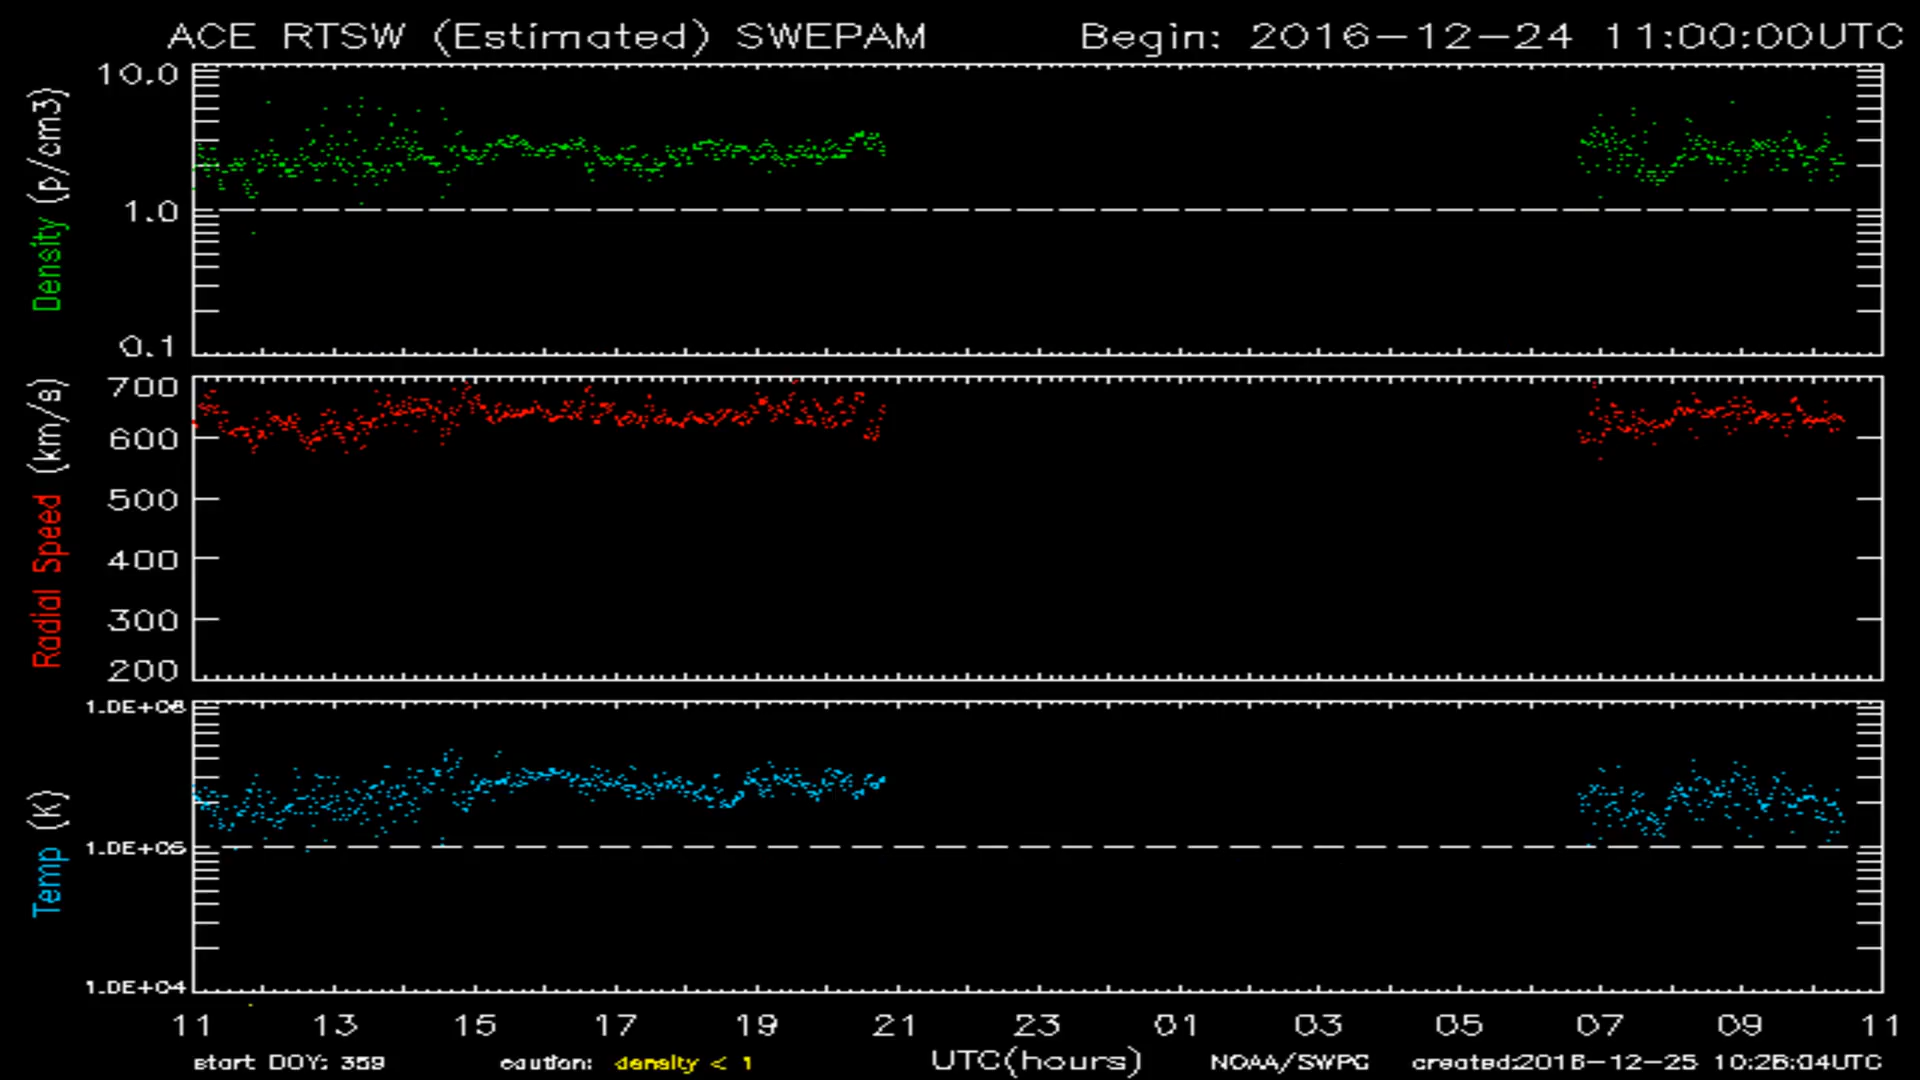 ACE RTSW (Estimated) SWEPAM Begin: 2016-12-24 11:00:00UTC
10.0
1.0
0.1
Density (p/cm3)
700
600
500
400
300
200
Radial Speed (km/s)
1.0E+06
1.0E+05
1.0E+04
Temp (K)
11 13 15 17 19 21 23 01 03 05 07 09 11
start DOY: 359 caution: density < 1 UTC(hours) NOAA/SWPC created:2016-12-25 10:26:04UTC